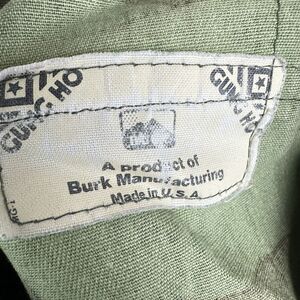 GUNG HO
GUNG HO
A product of
Burk Manufacturing
Made in U.S.A.